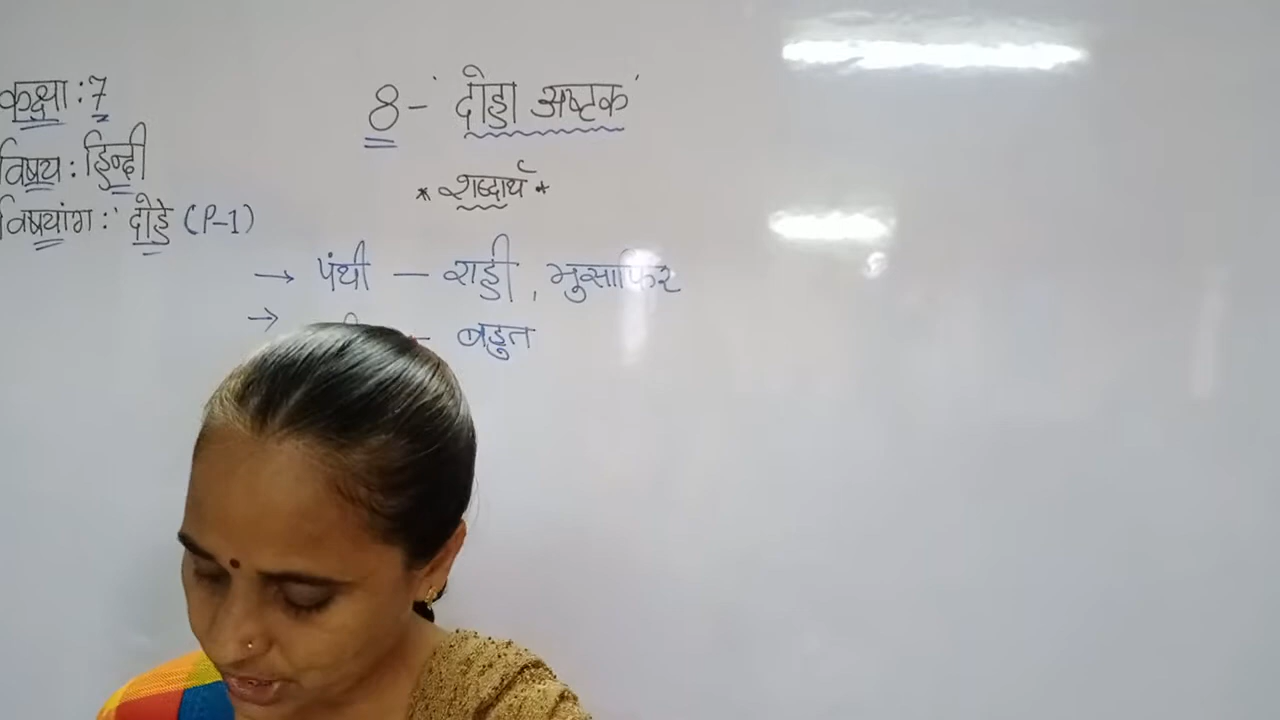 कक्षा : 7
विषय : हिन्दी
विषयांग : 'दोहे (P-1)
8 - 'दोहा अष्टक'
* शब्दार्थ *
→ पंथी — राही, मुसाफिर
→ — बहुत